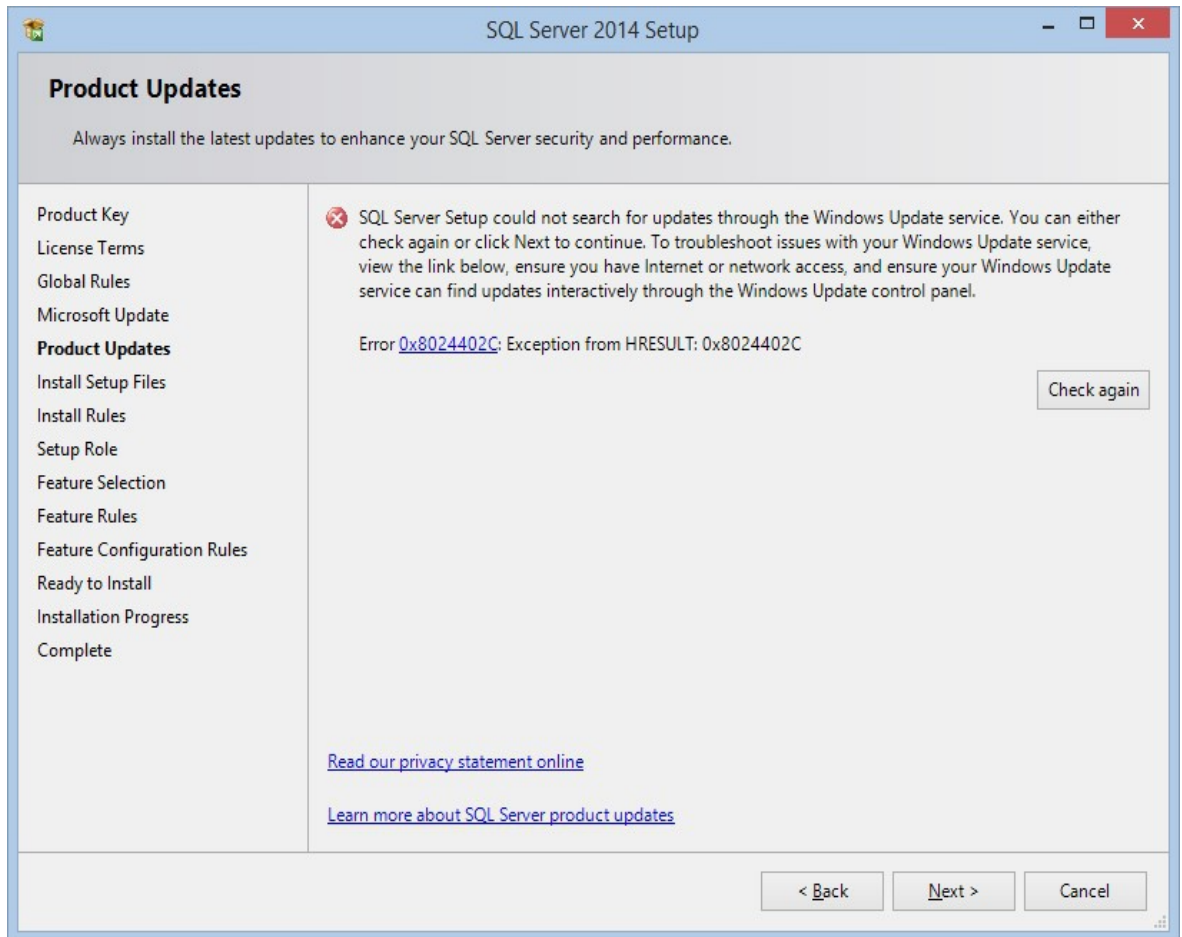 SQL Server 2014 Setup
Product Updates
Always install the latest updates to enhance your SQL Server security and performance.
Product Key
License Terms
Global Rules
Microsoft Update
Product Updates
Install Setup Files
Install Rules
Setup Role
Feature Selection
Feature Rules
Feature Configuration Rules
Ready to Install
Installation Progress
Complete
SQL Server Setup could not search for updates through the Windows Update service. You can either
check again or click Next to continue. To troubleshoot issues with your Windows Update service,
view the link below, ensure you have Internet or network access, and ensure your Windows Update
service can find updates interactively through the Windows Update control panel.
Error 0x8024402C: Exception from HRESULT: 0x8024402C
Check again
Read our privacy statement online
Learn more about SQL Server product updates
< Back
Next >
Cancel